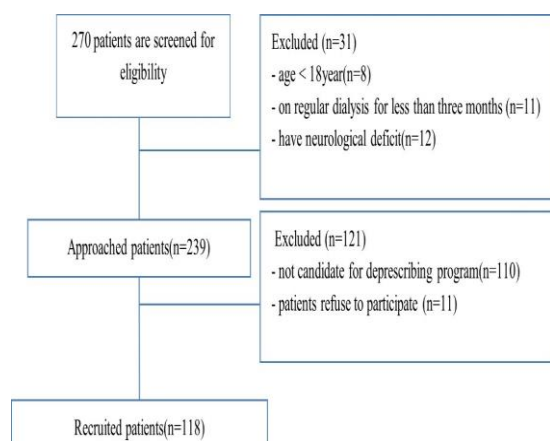 270 patients are screened for
eligibility
Excluded (n=31)
- age < 18year(n=8)
- on regular dialysis for less than three months (n=11)
- have neurological deficit(n=12)
Approached patients(n=239)
Excluded (n=121)
- not candidate for deprescribing program(n=110)
- patients refuse to participate (n=11)
Recruited patients(n=118)